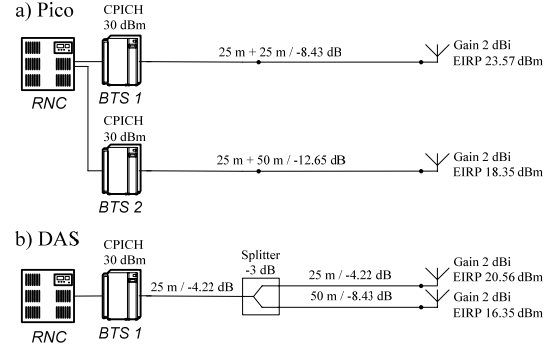 a) Pico
CPICH
30 dBm
RNC
BTS 1
25 m + 25 m / -8.43 dB
Gain 2 dBi
EIRP 23.57 dBm
CPICH
30 dBm
BTS 2
25 m + 50 m / -12.65 dB
Gain 2 dBi
EIRP 18.35 dBm
b) DAS
CPICH
30 dBm
RNC
BTS 1
25 m / -4.22 dB
Splitter
-3 dB
25 m / -4.22 dB
Gain 2 dBi
EIRP 20.56 dBm
50 m / -8.43 dB
Gain 2 dBi
EIRP 16.35 dBm